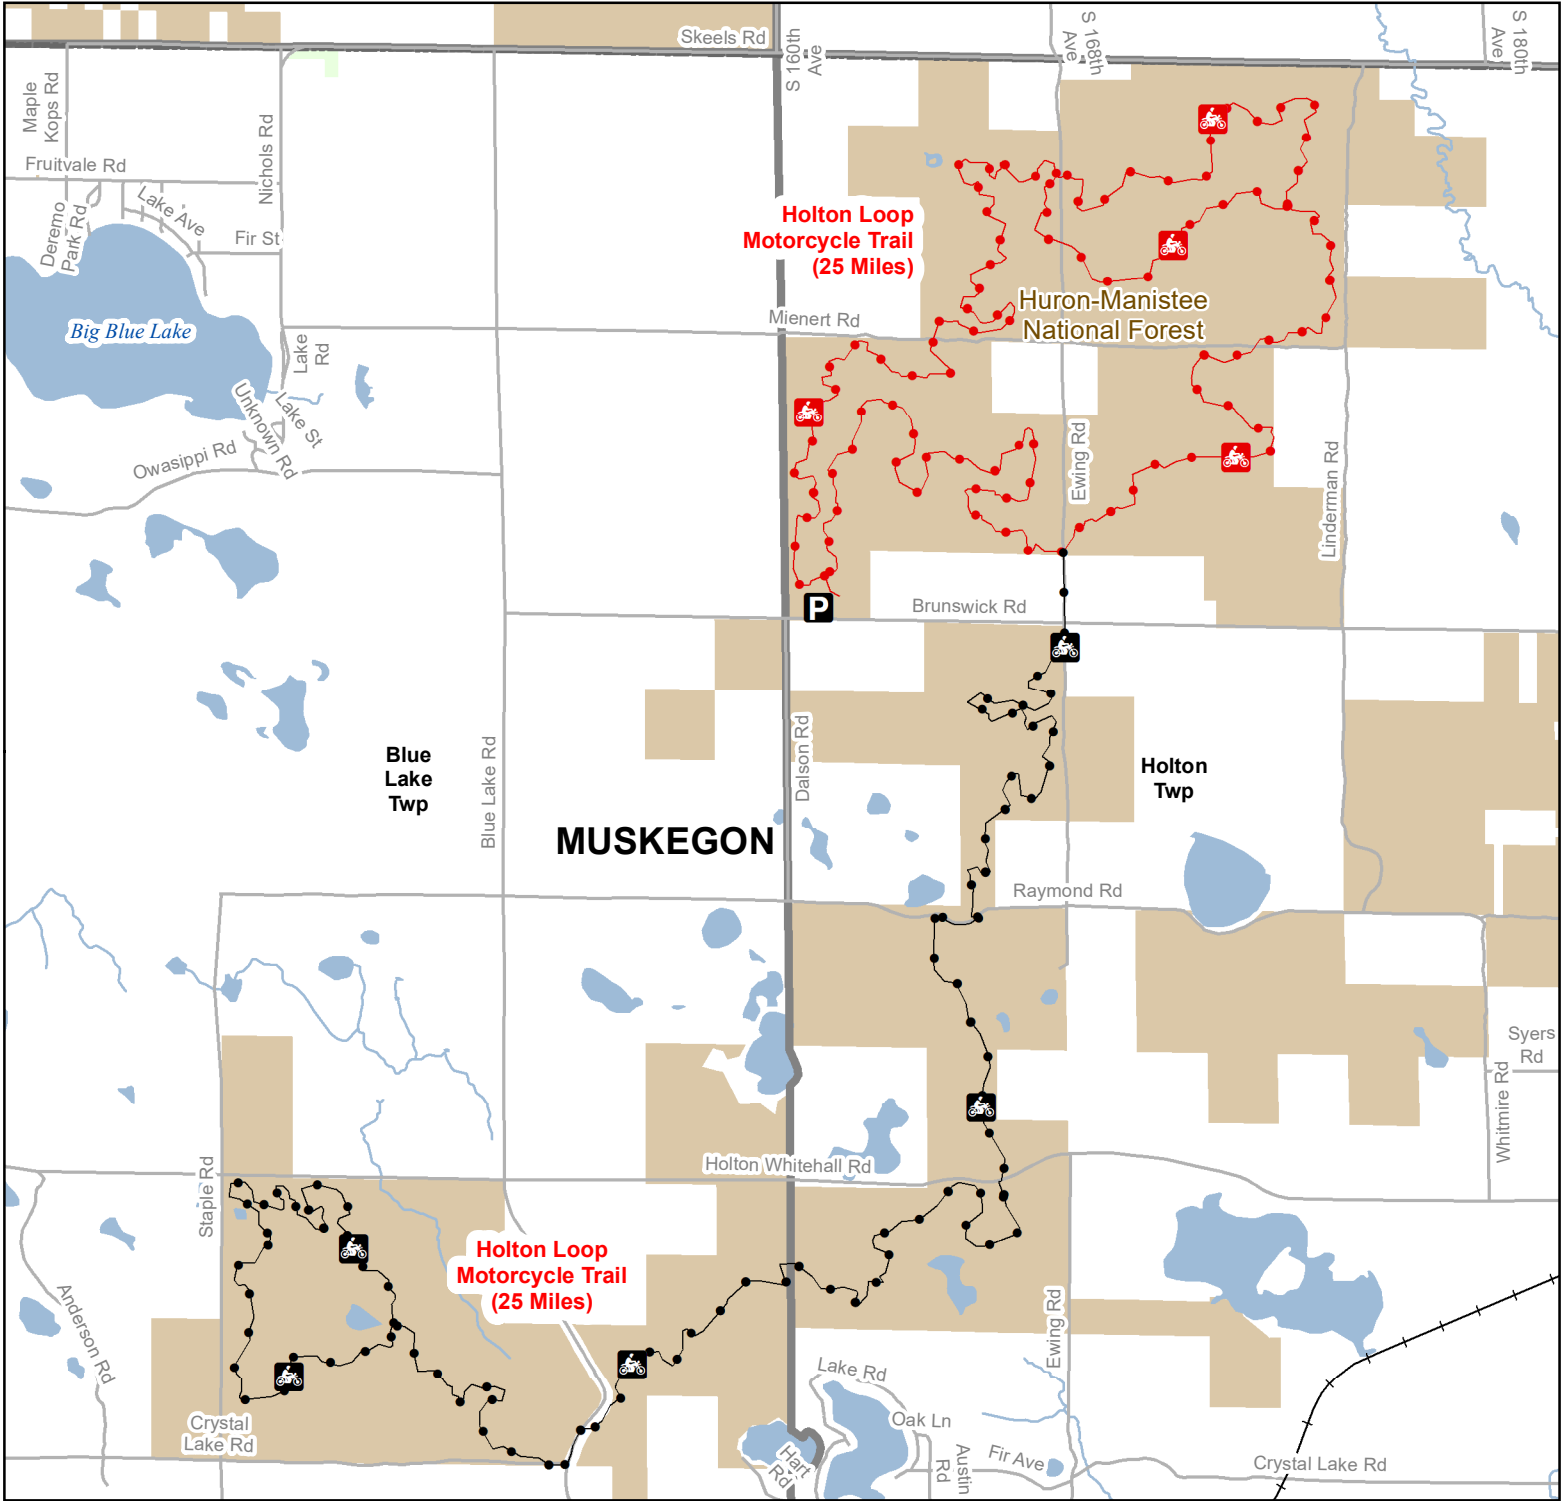 Skeels Rd
S 160th
Ave
S 168th
Ave
S 180th
Ave
Maple
Kops Rd
Nichols Rd
Fruitvale Rd
Lake Ave
Deremo
Park Rd
Fir St
Holton Loop
Motorcycle Trail
(25 Miles)
Huron-Manistee
National Forest
Mienert Rd
Big Blue Lake
Lake
Rd
Lake St
Unknown Rd
Owasippi Rd
Ewing Rd
Linderman Rd
P
Brunswick Rd
Blue
Lake
Twp
Blue Lake Rd
Dalson Rd
Holton
Twp
MUSKEGON
Raymond Rd
Syers
Rd
Whitmire Rd
Holton Whitehall Rd
Staple Rd
Holton Loop
Motorcycle Trail
(25 Miles)
Anderson Rd
Ewing Rd
Lake Rd
Oak Ln
Crystal
Lake Rd
Hart
Rd
Austin
Rd
Fir Ave
Crystal Lake Rd